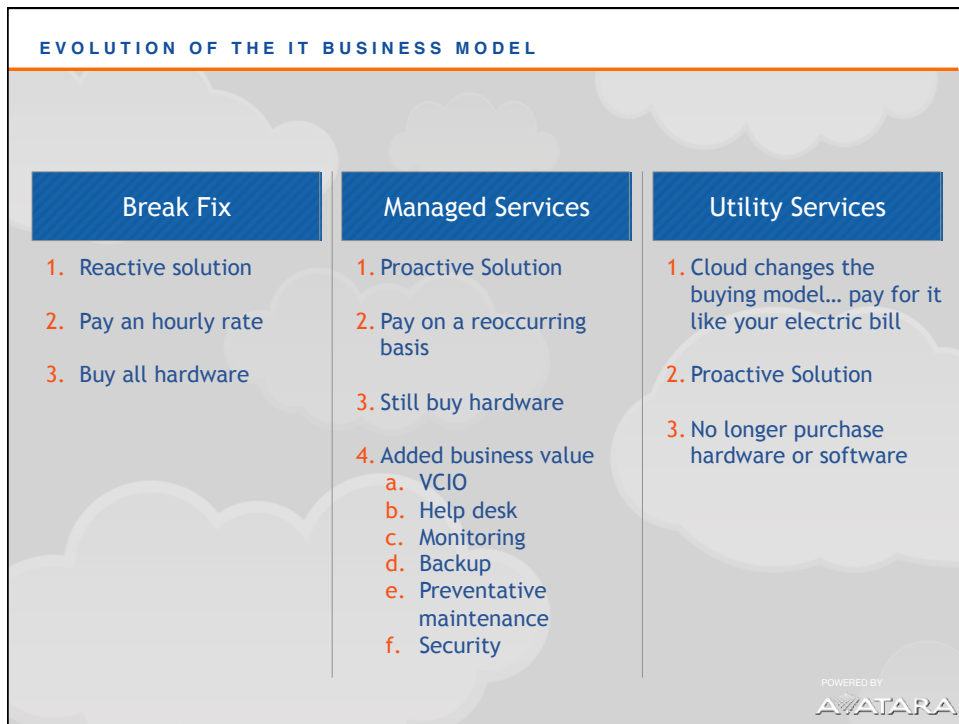 EVOLUTION OF THE IT BUSINESS MODEL
Break Fix
1. Reactive solution
2. Pay an hourly rate
3. Buy all hardware
Managed Services
1. Proactive Solution
2. Pay on a reoccurring
basis
3. Still buy hardware
4. Added business value
a. VCIO
b. Help desk
c. Monitoring
d. Backup
e. Preventative
maintenance
f. Security
Utility Services
1. Cloud changes the
buying model... pay for it
like your electric bill
2. Proactive Solution
3. No longer purchase
hardware or software
POWERED BY
AVATARA